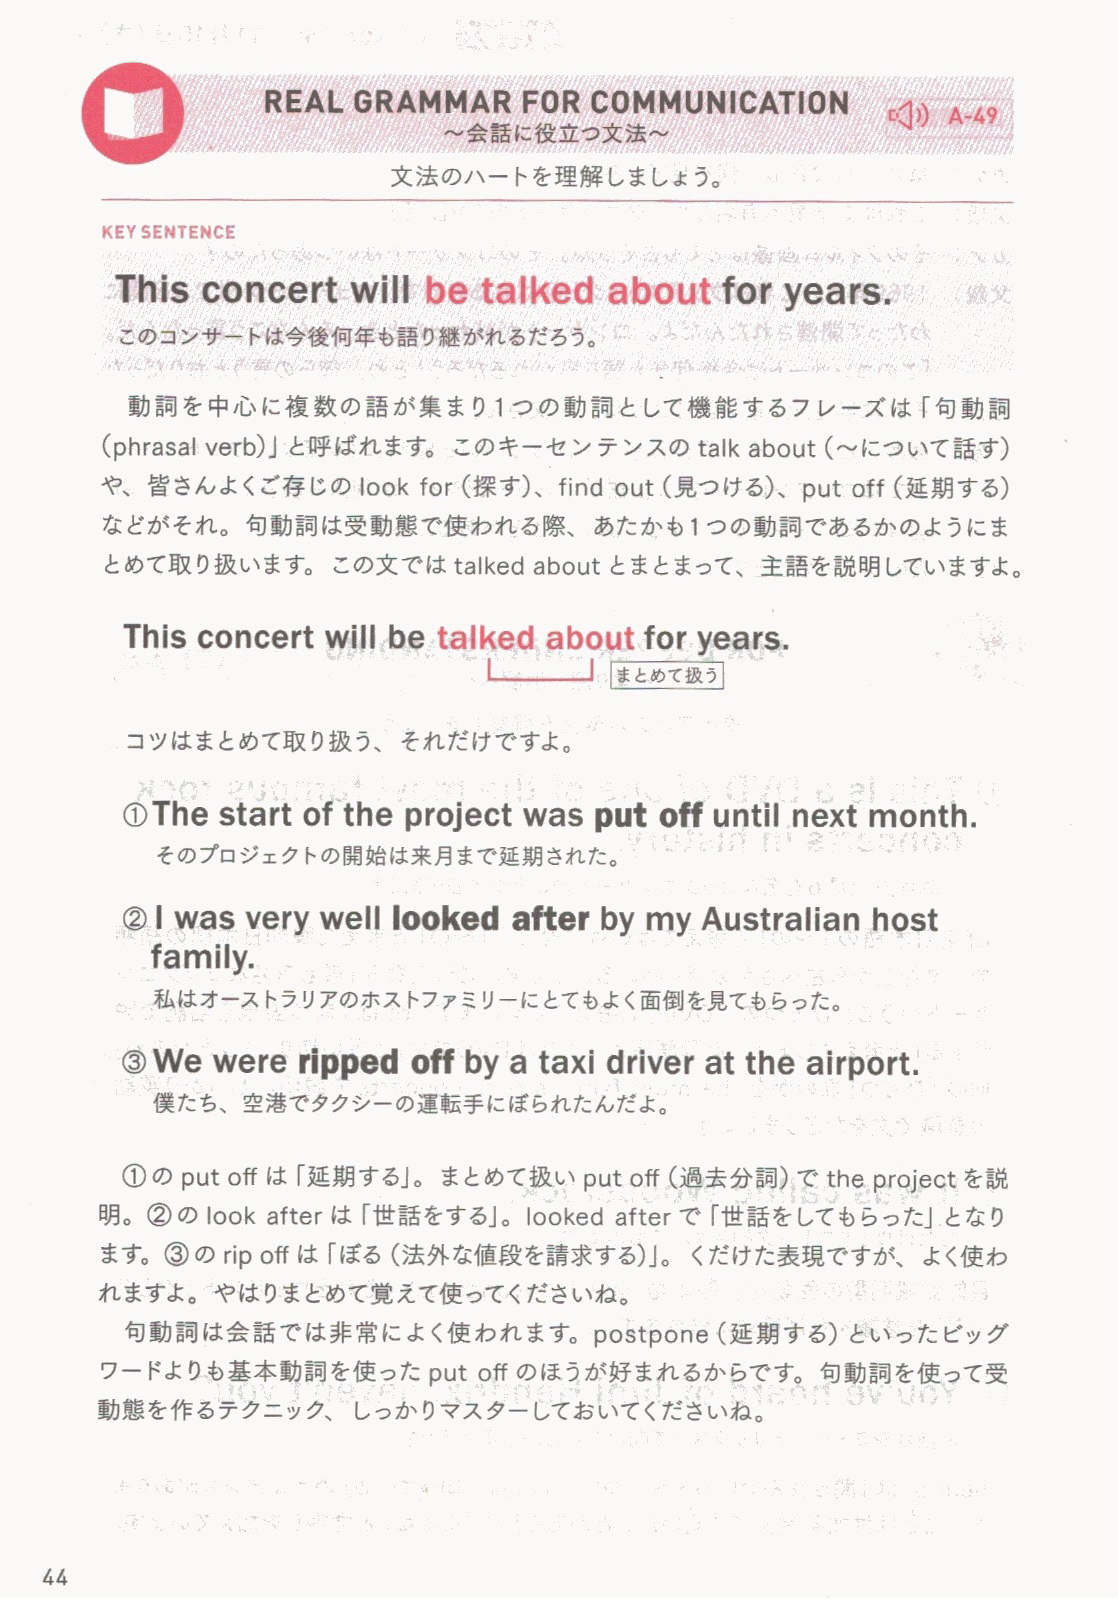 REAL GRAMMAR FOR COMMUNICATION
～会話に役立つ文法～
A-49
文法のハートを理解しましょう。
KEY SENTENCE
This concert will be talked about for years.
このコンサートは今後何年も語り継がれるだろう。
動詞を中心に複数の語が集まり1つの動詞として機能するフレーズは「句動詞
(phrasal verb)」と呼ばれます。このキーセンテンスの talk about (～について話す)
や、皆さんよくご存じの look for (探す)、find out (見つける)、put off (延期する)
などがそれ。句動詞は受動態で使われる際、あたかも1つの動詞であるかのようにま
とめて取り扱います。この文では talked about とまとまって、主語を説明していますよ。
This concert will be talked about for years.
まとめて扱う
コツはまとめて取り扱う、それだけですよ。
①The start of the project was put off until next month.
そのプロジェクトの開始は来月まで延期された。
②I was very well looked after by my Australian host
family.
私はオーストラリアのホストファミリーにとてもよく面倒を見てもらった。
③We were ripped off by a taxi driver at the airport.
僕たち、空港でタクシーの運転手にぼられたんだよ。
①の put off は「延期する」。まとめて扱い put off (過去分詞) で the project を説
明。②の look after は「世話をする」。looked after で「世話をしてもらった」となり
ます。③の rip off は「ぼる (法外な値段を請求する)」。くだけた表現ですが、よく使わ
れますよ。やはりまとめて覚えて使ってくださいね。
句動詞は会話では非常によく使われます。postpone (延期する) といったビッグ
ワードよりも基本動詞を使った put off のほうが好まれるからです。句動詞を使って受
動態を作るテクニック、しっかりマスターしておいてくださいね。
44